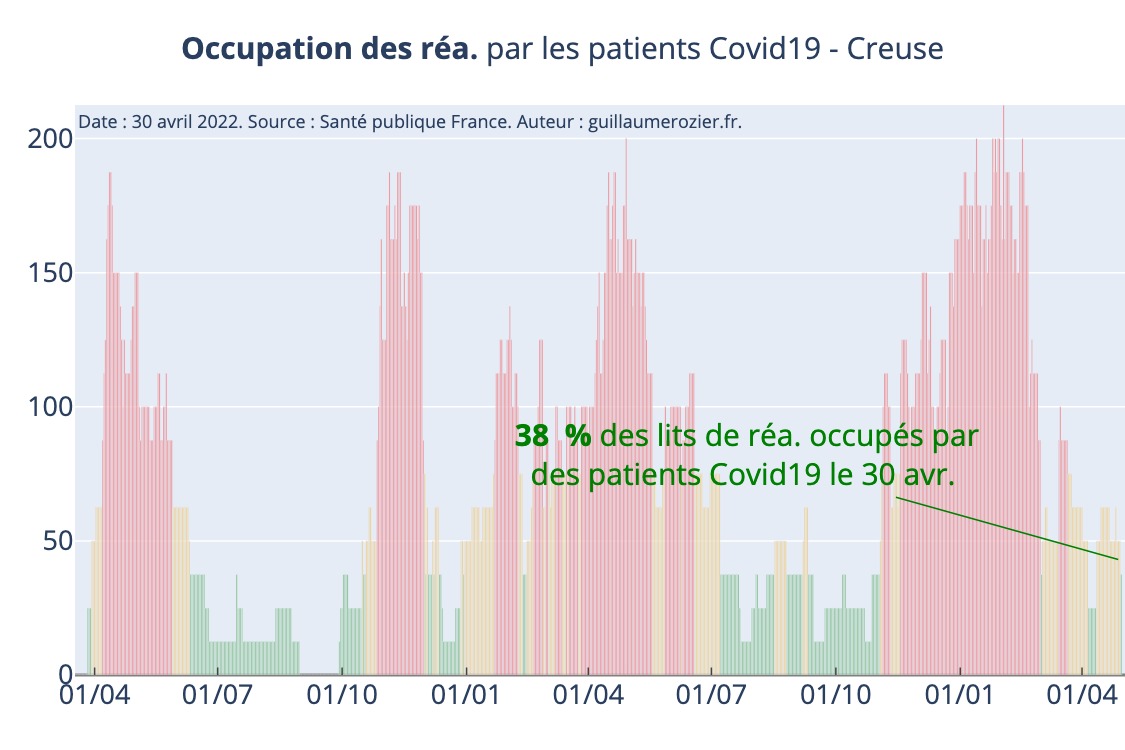 Occupation des réa. par les patients Covid19 - Creuse
Date : 30 avril 2022. Source : Santé publique France. Auteur : guillaumerozier.fr.
200
150
100
50
0
38 % des lits de réa. occupés par
des patients Covid19 le 30 avr.
01/04 01/07 01/10 01/01 01/04 01/07 01/10 01/01 01/04